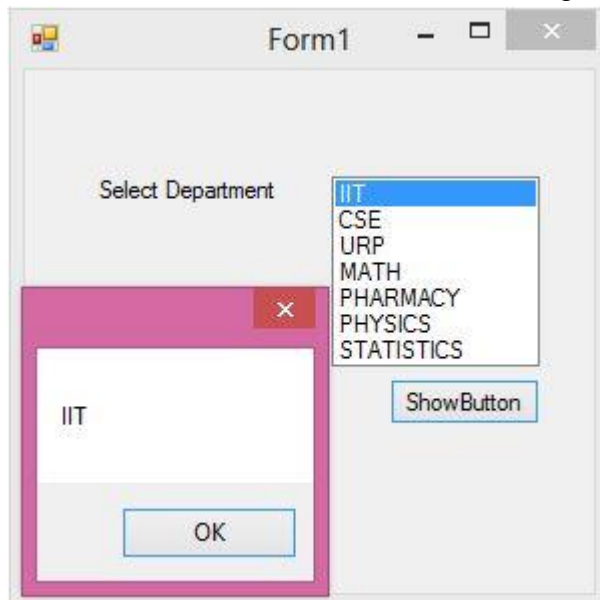 Form1
Select Department
IIT
CSE
URP
MATH
PHARMACY
PHYSICS
STATISTICS
ShowButton
IIT
OK